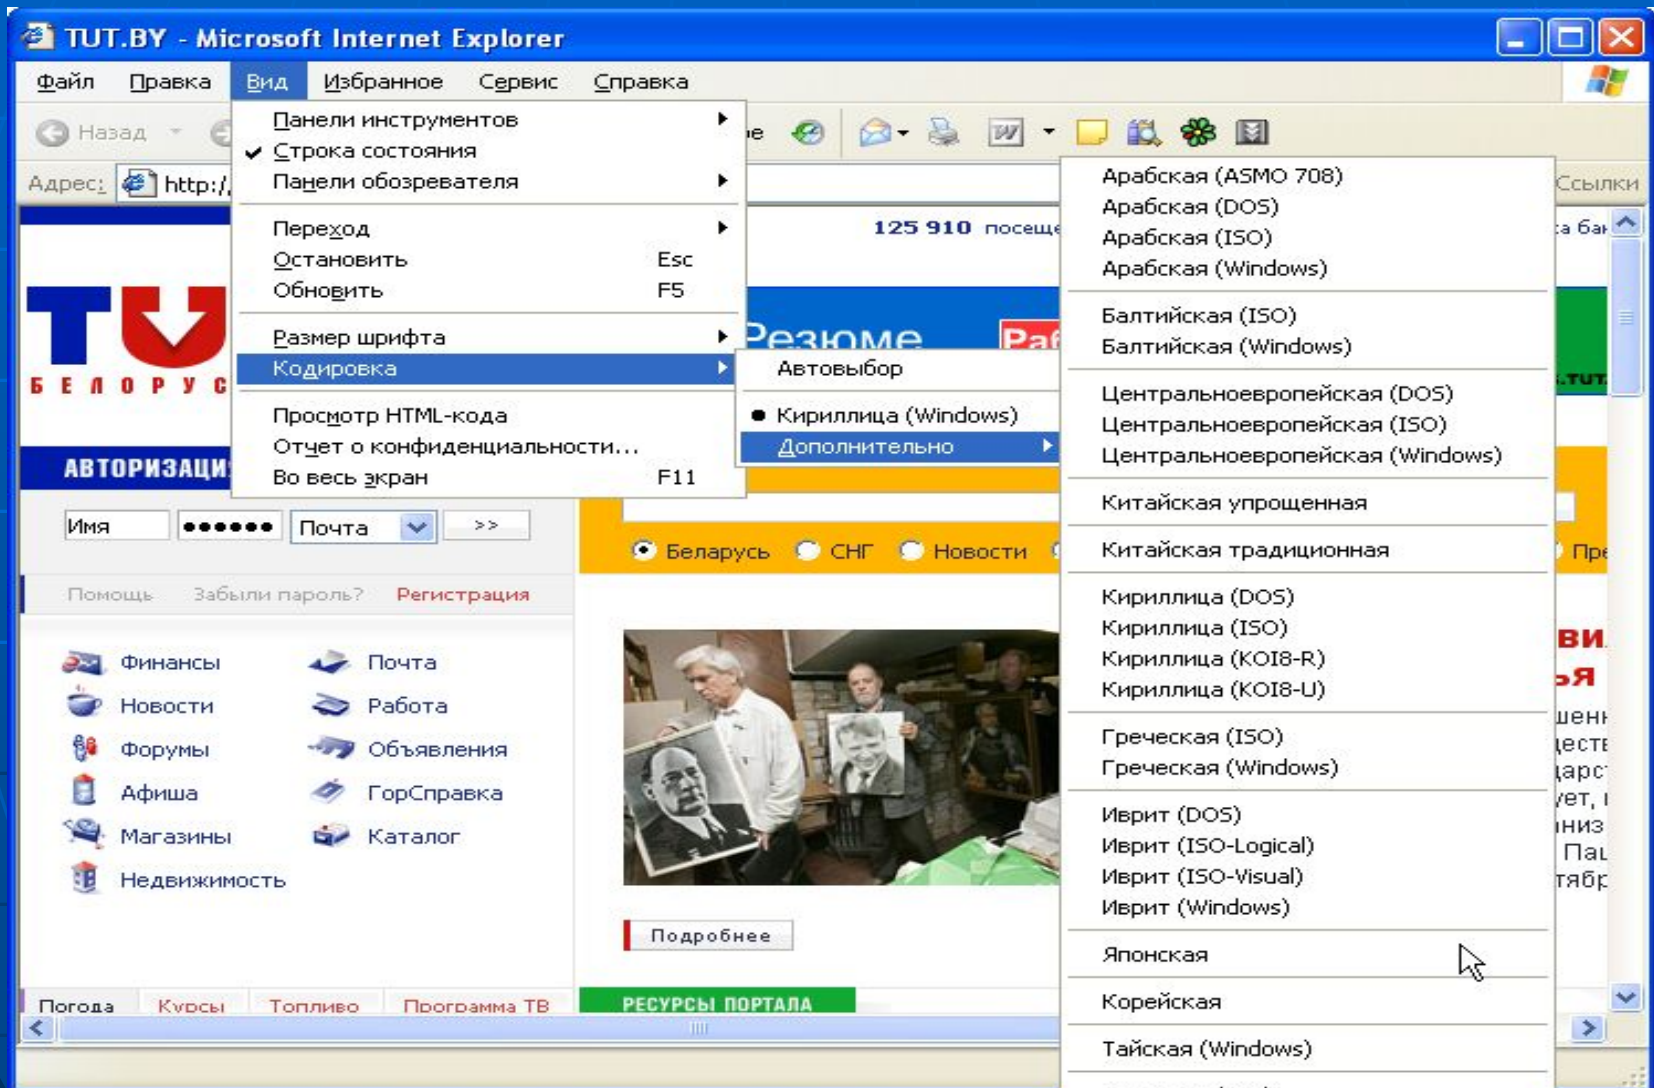 TUT.BY - Microsoft Internet Explorer
Файл Правка Вид Избранное Сервис Справка
Назад
Адрес: http:/
Ссылки
Панели инструментов
Строка состояния
Панели обозревателя
Переход
Остановить Esc
Обновить F5
Размер шрифта
Кодировка
Просмотр HTML-кода
Отчет о конфиденциальности...
Во весь экран F11
Автовыбор
Кириллица (Windows)
Дополнительно
Арабская (ASMO 708)
Арабская (DOS)
Арабская (ISO)
Арабская (Windows)
Балтийская (ISO)
Балтийская (Windows)
Центральноевропейская (DOS)
Центральноевропейская (ISO)
Центральноевропейская (Windows)
Китайская упрощенная
Китайская традиционная
Кириллица (DOS)
Кириллица (ISO)
Кириллица (KOI8-R)
Кириллица (KOI8-U)
Греческая (ISO)
Греческая (Windows)
Иврит (DOS)
Иврит (ISO-Logical)
Иврит (ISO-Visual)
Иврит (Windows)
Японская
Корейская
Тайская (Windows)
125 910 посеще
TU
БЕЛОРУС
Резюме Раб
АВТОРИЗАЦИ
Имя ●●●●●● Почта >>
Помощь Забыли пароль? Регистрация
Беларусь СНГ Новости Пре
Финансы Почта
Новости Работа
Форумы Объявления
Афиша ГорСправка
Магазины Каталог
Недвижимость
Подробнее
Погода Курсы Топливо Программа ТВ
РЕСУРСЫ ПОРТАЛА